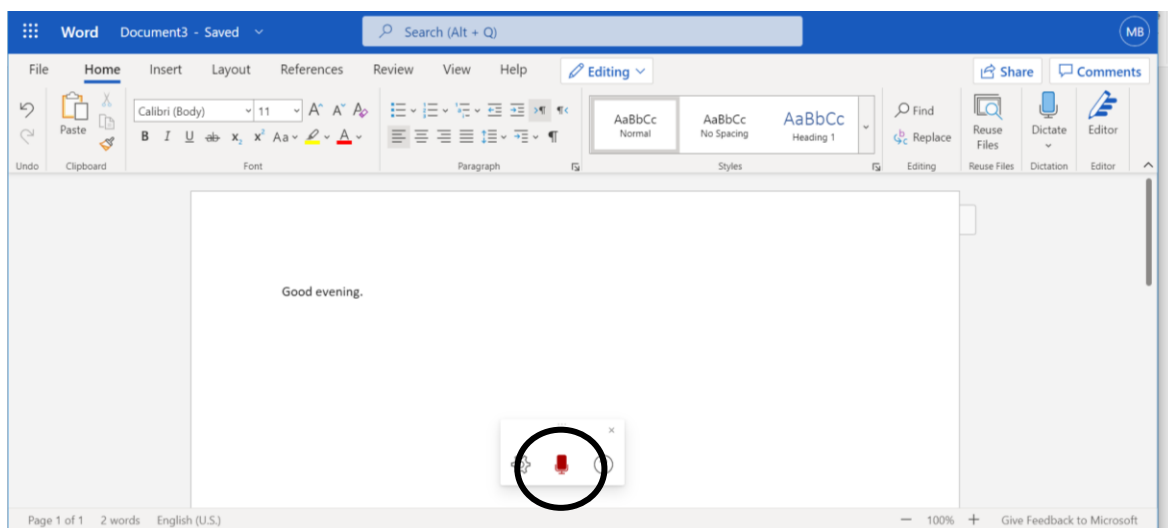 Word Document3 - Saved Search (Alt + Q) MB
File Home Insert Layout References Review View Help Editing Share Comments
Paste
Calibri (Body) 11 A^ A˅ A
B I U ab x₂ x² Aa A
AaBbCc
Normal
AaBbCc
No Spacing
AaBbCc
Heading 1
Find
Replace
Reuse
Files
Dictate
Editor
Undo Clipboard Font Paragraph Styles Editing Reuse Files Dictation Editor
Good evening.
Page 1 of 1 2 words English (U.S.) 100% Give Feedback to Microsoft